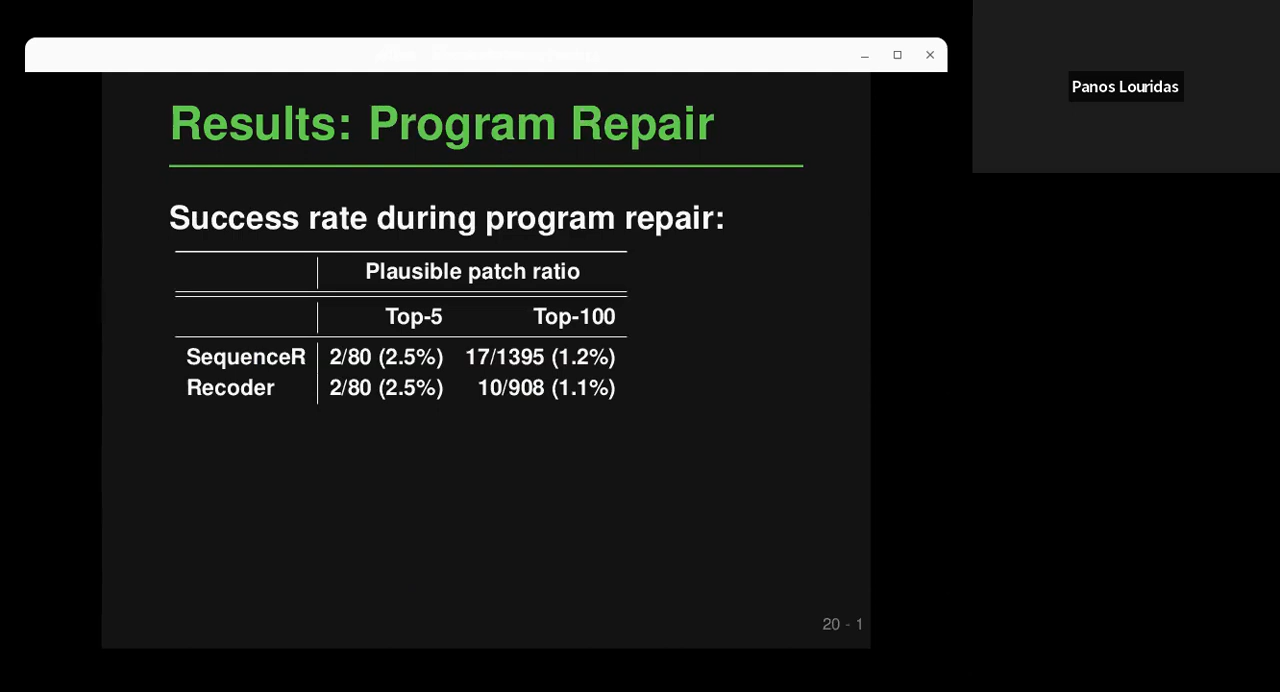 Panos Louridas
Results: Program Repair
Success rate during program repair:
Plausible patch ratio
Top-5 Top-100
SequenceR 2/80 (2.5%) 17/1395 (1.2%)
Recoder 2/80 (2.5%) 10/908 (1.1%)
20 - 1